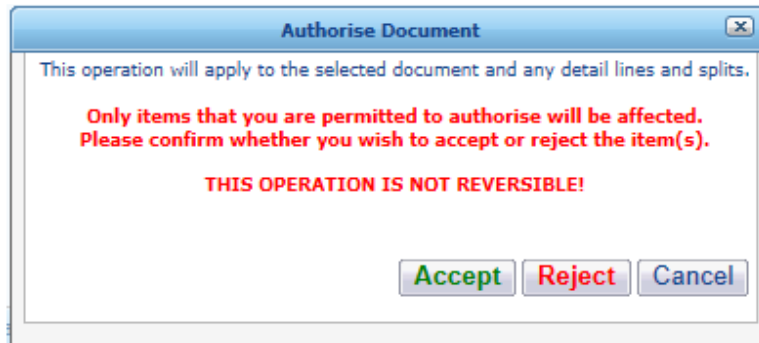 Authorise Document
This operation will apply to the selected document and any detail lines and splits.
Only items that you are permitted to authorise will be affected.
Please confirm whether you wish to accept or reject the item(s).
THIS OPERATION IS NOT REVERSIBLE!
Accept Reject Cancel